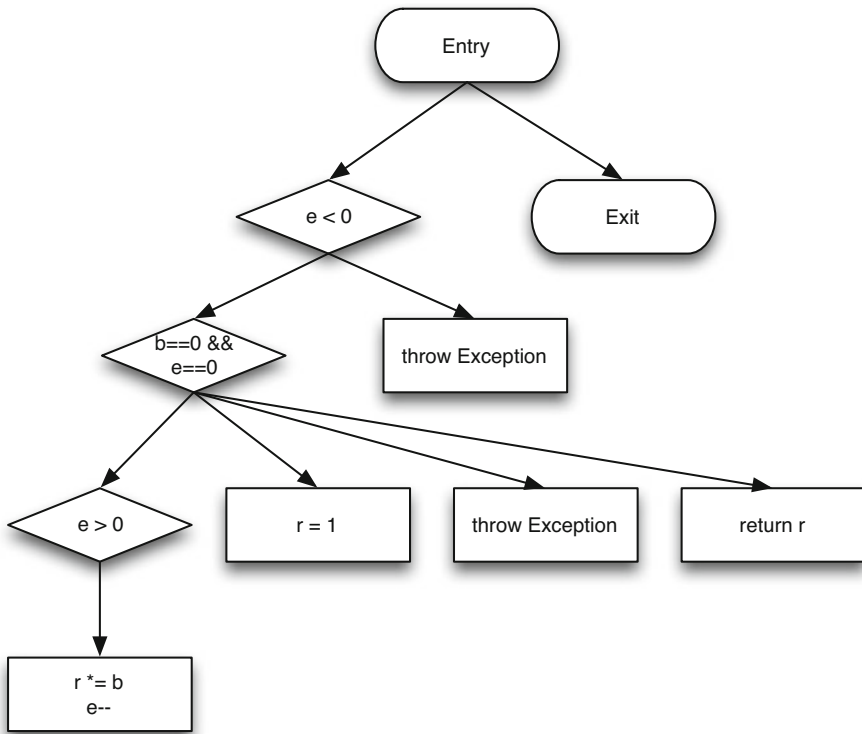 Entry
e < 0
Exit
b==0 &&
e==0
throw Exception
e > 0
r = 1
throw Exception
return r
r *= b
e--